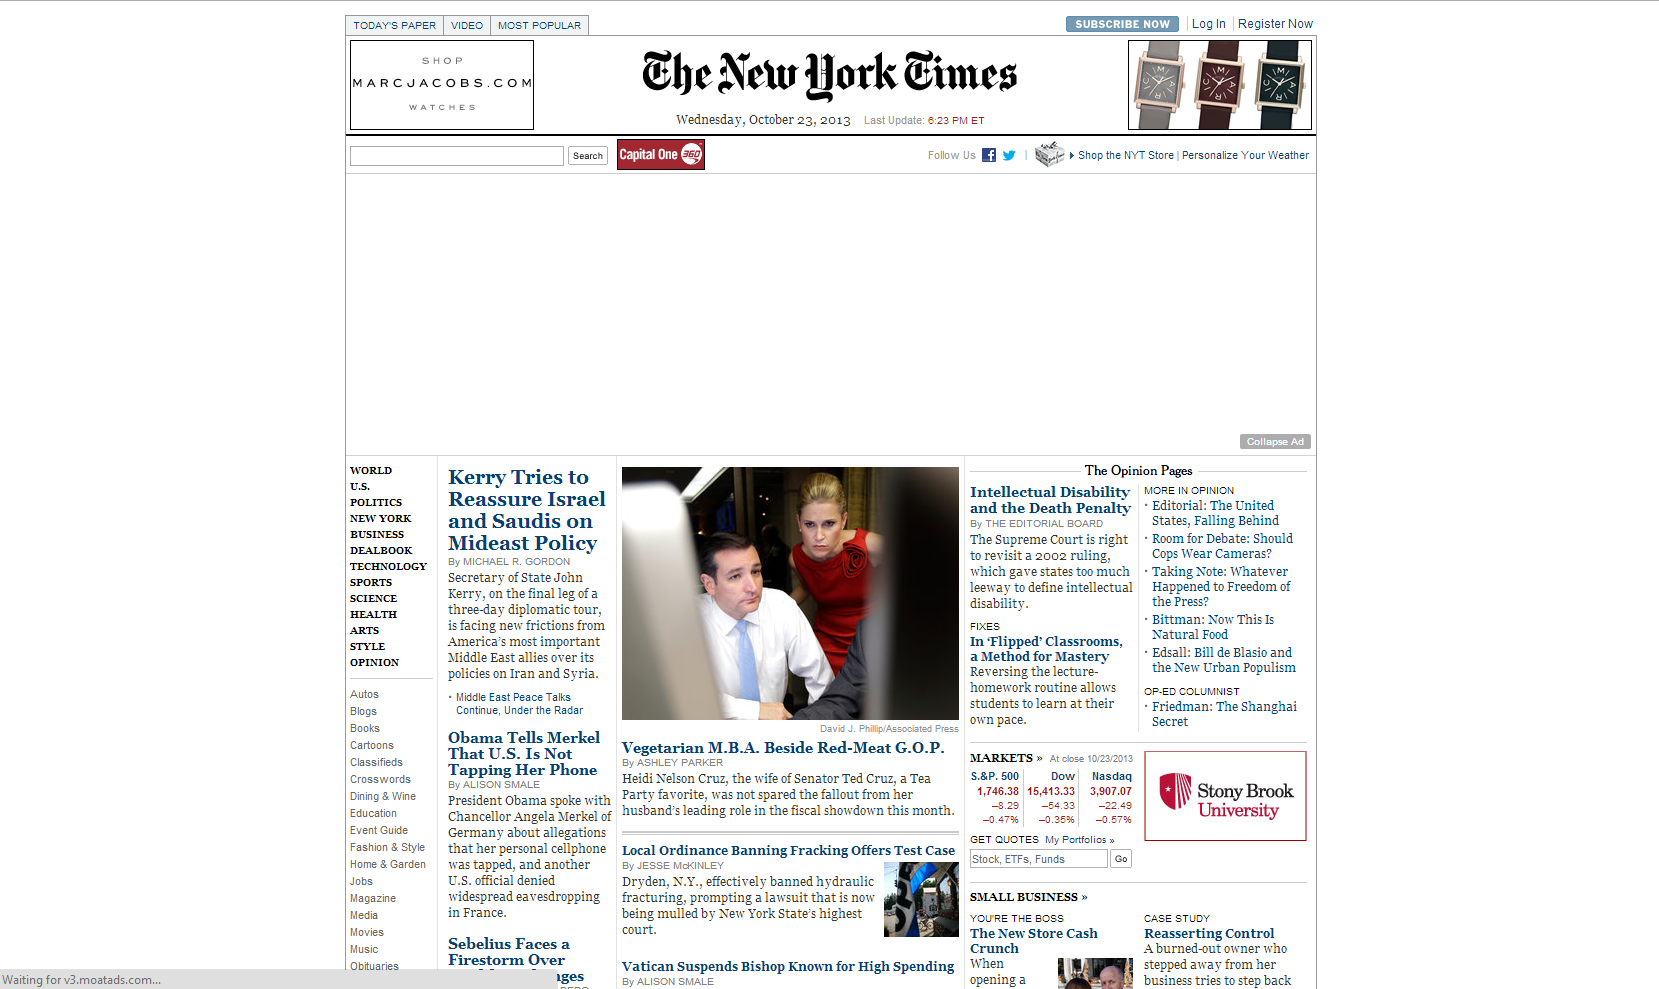 TODAY'S PAPER
VIDEO
MOST POPULAR
SUBSCRIBE NOW
Log In
Register Now
SHOP
MARCJACOBS.COM
WATCHES
The New York Times
Wednesday, October 23, 2013
Last Update: 6:23 PM ET
Search
Capital One 360
Follow Us
Shop the NYT Store | Personalize Your Weather
Collapse Ad
WORLD
U.S.
POLITICS
NEW YORK
BUSINESS
DEALBOOK
TECHNOLOGY
SPORTS
SCIENCE
HEALTH
ARTS
STYLE
OPINION
Autos
Blogs
Books
Cartoons
Classifieds
Crosswords
Dining & Wine
Education
Event Guide
Fashion & Style
Home & Garden
Jobs
Magazine
Media
Movies
Music
Obituaries
Kerry Tries to
Reassure Israel
and Saudis on
Mideast Policy
By MICHAEL R. GORDON
Secretary of State John
Kerry, on the final leg of a
three-day diplomatic tour,
is facing new frictions from
America's most important
Middle East allies over its
policies on Iran and Syria.
• Middle East Peace Talks
Continue, Under the Radar
Obama Tells Merkel
That U.S. Is Not
Tapping Her Phone
By ALISON SMALE
President Obama spoke with
Chancellor Angela Merkel of
Germany about allegations
that her personal cellphone
was tapped, and another
U.S. official denied
widespread eavesdropping
in France.
Sebelius Faces a
Firestorm Over
David J. Phillip/Associated Press
Vegetarian M.B.A. Beside Red-Meat G.O.P.
By ASHLEY PARKER
Heidi Nelson Cruz, the wife of Senator Ted Cruz, a Tea
Party favorite, was not spared the fallout from her
husband's leading role in the fiscal showdown this month.
Local Ordinance Banning Fracking Offers Test Case
By JESSE McKINLEY
Dryden, N.Y., effectively banned hydraulic
fracturing, prompting a lawsuit that is now
being mulled by New York State's highest
court.
Vatican Suspends Bishop Known for High Spending
By ALISON SMALE
The Opinion Pages
Intellectual Disability
and the Death Penalty
By THE EDITORIAL BOARD
The Supreme Court is right
to revisit a 2002 ruling,
which gave states too much
leeway to define intellectual
disability.
FIXES
In 'Flipped' Classrooms,
a Method for Mastery
Reversing the lecture-
homework routine allows
students to learn at their
own pace.
MORE IN OPINION
• Editorial: The United
States, Falling Behind
• Room for Debate: Should
Cops Wear Cameras?
• Taking Note: Whatever
Happened to Freedom of
the Press?
• Bittman: Now This Is
Natural Food
• Edsall: Bill de Blasio and
the New Urban Populism
OP-ED COLUMNIST
• Friedman: The Shanghai
Secret
MARKETS »
At close 10/23/2013
S.&P. 500 Dow Nasdaq
1,746.38 15,413.33 3,907.07
–8.29 –54.33 –22.49
–0.47% –0.35% –0.57%
GET QUOTES My Portfolios »
Stock, ETFs, Funds
Go
Stony Brook
University
SMALL BUSINESS »
YOU'RE THE BOSS
The New Store Cash
Crunch
When
opening a
CASE STUDY
Reasserting Control
A burned-out owner who
stepped away from her
business tries to step back
Waiting for v3.moatads.com...